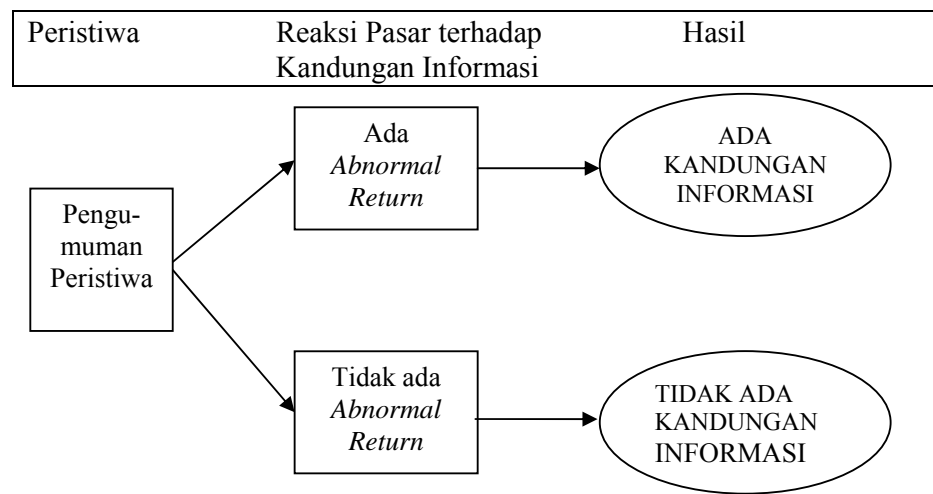 Peristiwa
Reaksi Pasar terhadap
Kandungan Informasi
Hasil
Pengu-
muman
Peristiwa
Ada
Abnormal
Return
ADA
KANDUNGAN
INFORMASI
Tidak ada
Abnormal
Return
TIDAK ADA
KANDUNGAN
INFORMASI